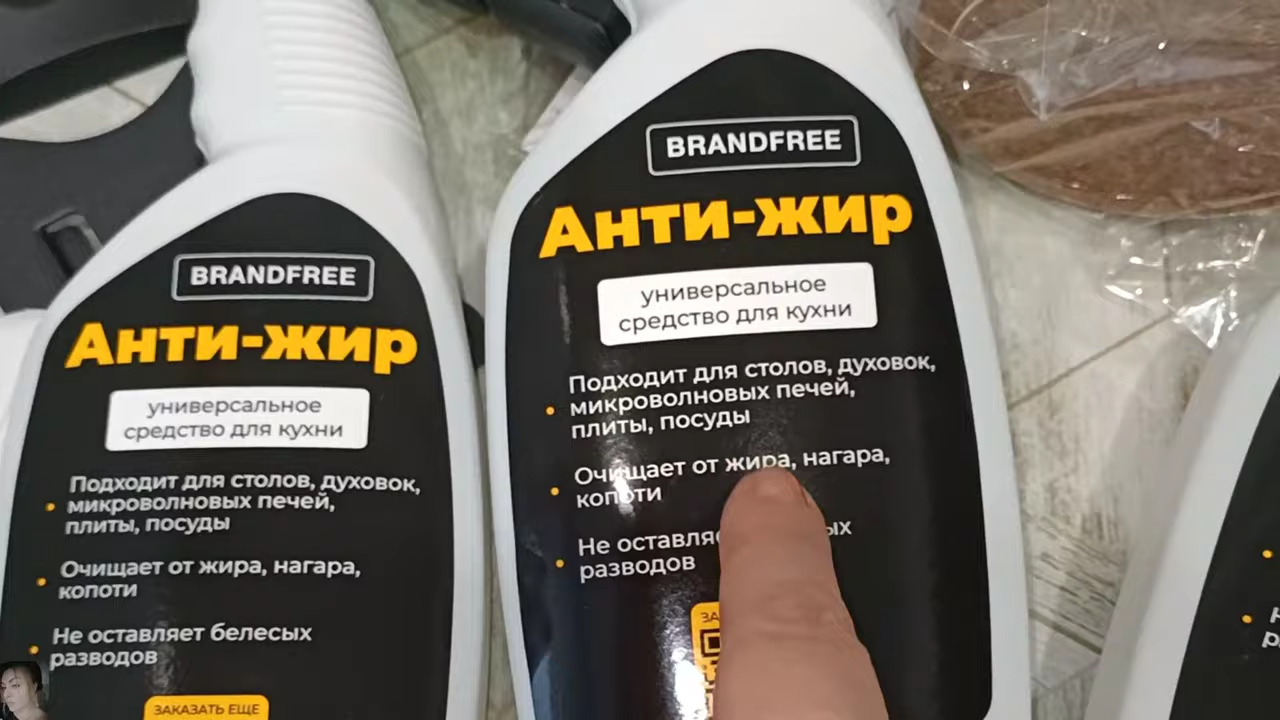 BRANDFREE
Анти-жир
универсальное
средство для кухни
Подходит для столов, духовок,
микроволновых печей,
плиты, посуды
Очищает от жира, нагара,
копоти
Не оставляет белесых
разводов
ЗАКАЗАТЬ ЕЩЕ
BRANDFREE
Анти-жир
универсальное
средство для кухни
Подходит для столов, духовок,
микроволновых печей,
плиты, посуды
Очищает от жира, нагара,
копоти
Не
разводов